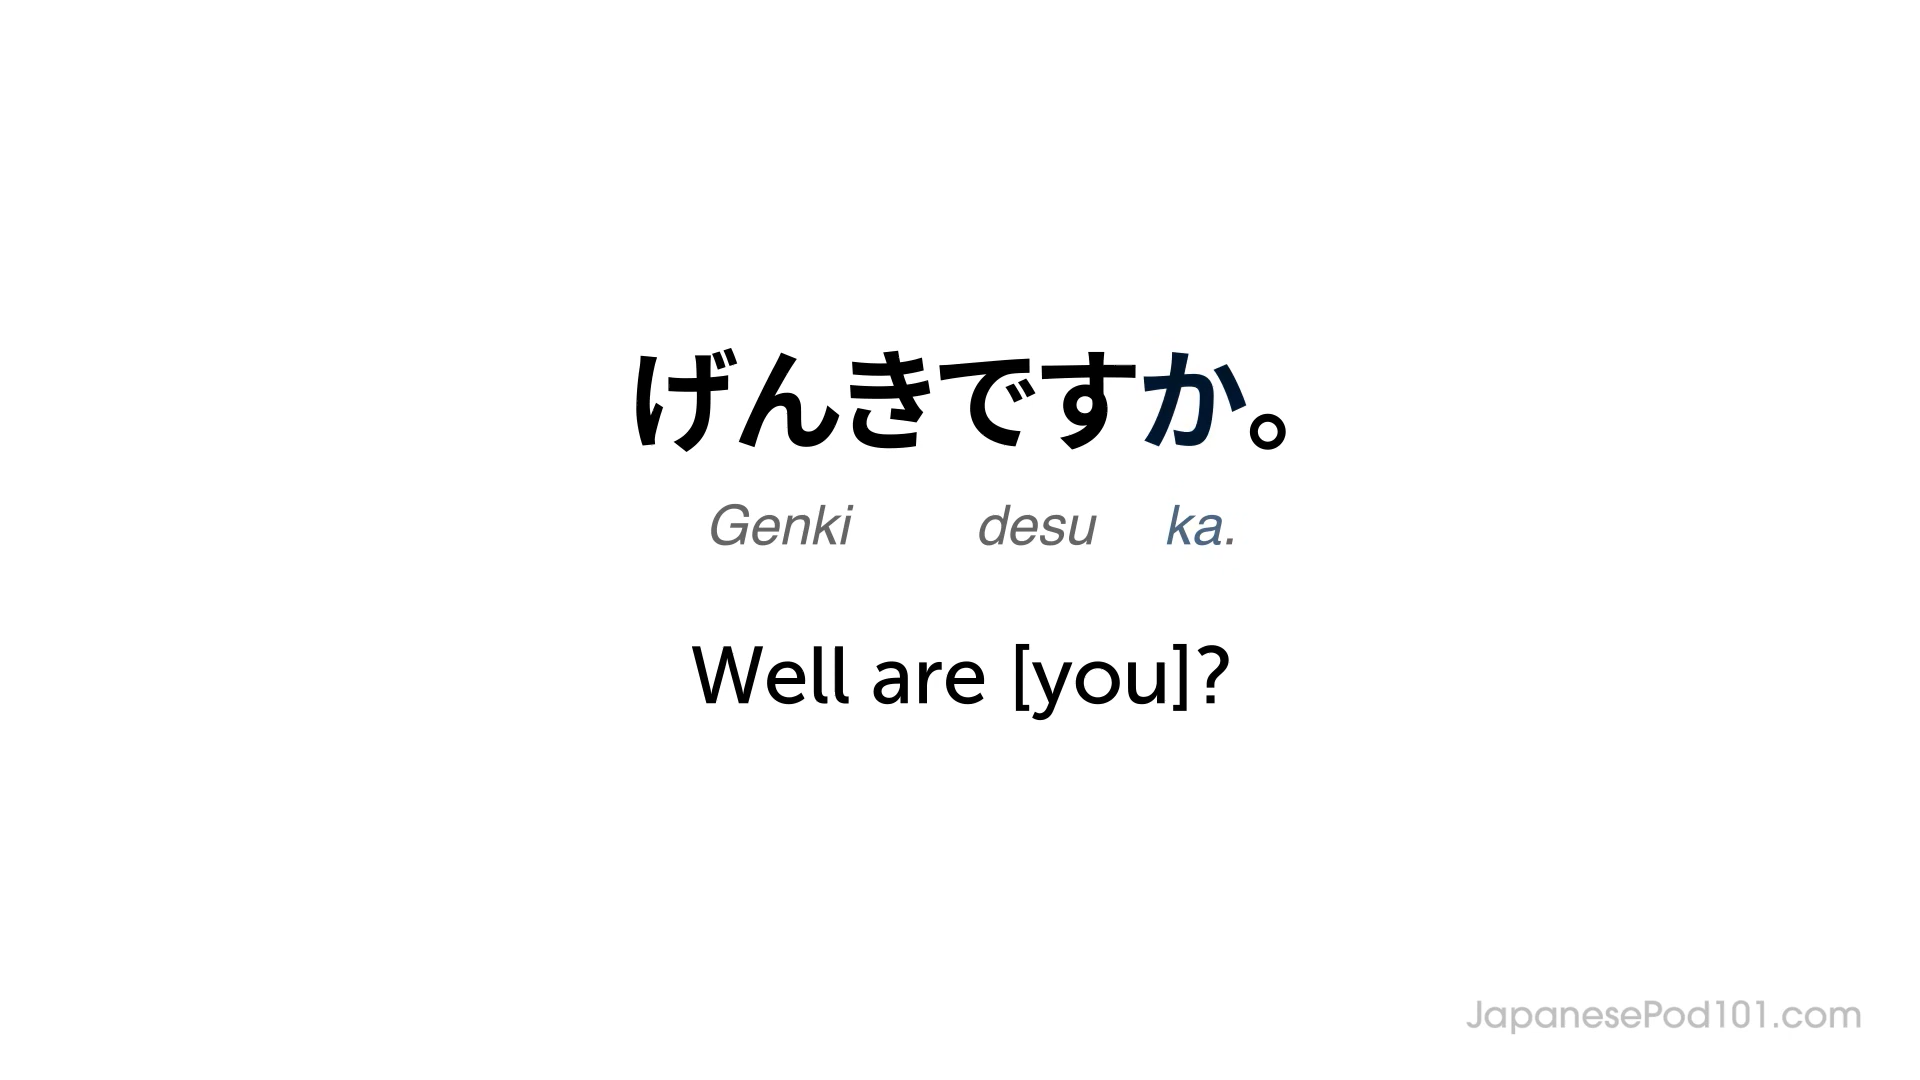 げんきですか。
Genki desu ka.
Well are [you]?
JapanesePod101.com